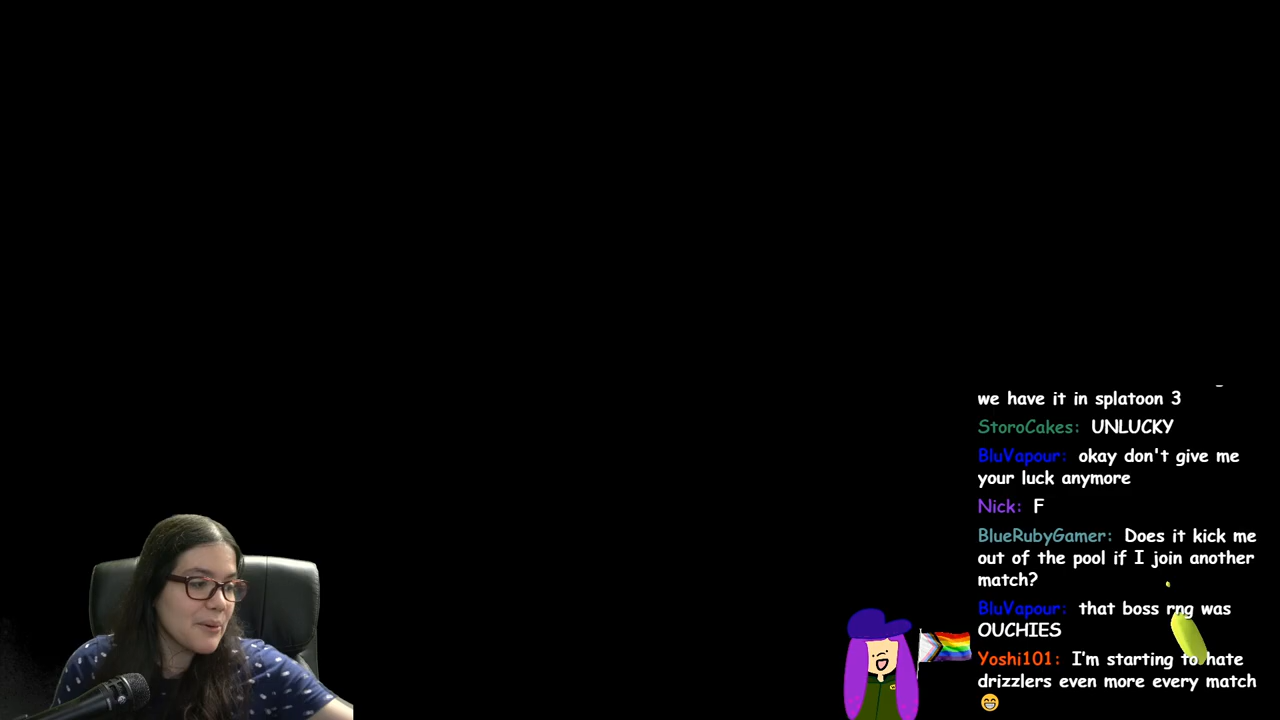 we have it in splatoon 3
StoroCakes: UNLUCKY
BluVapour: okay don't give me
your luck anymore
Nick: F
BlueRubyGamer: Does it kick me
out of the pool if I join another
match?
BluVapour: that boss rng was
OUCHIES
Yoshi101: I'm starting to hate
drizzlers even more every match
😁